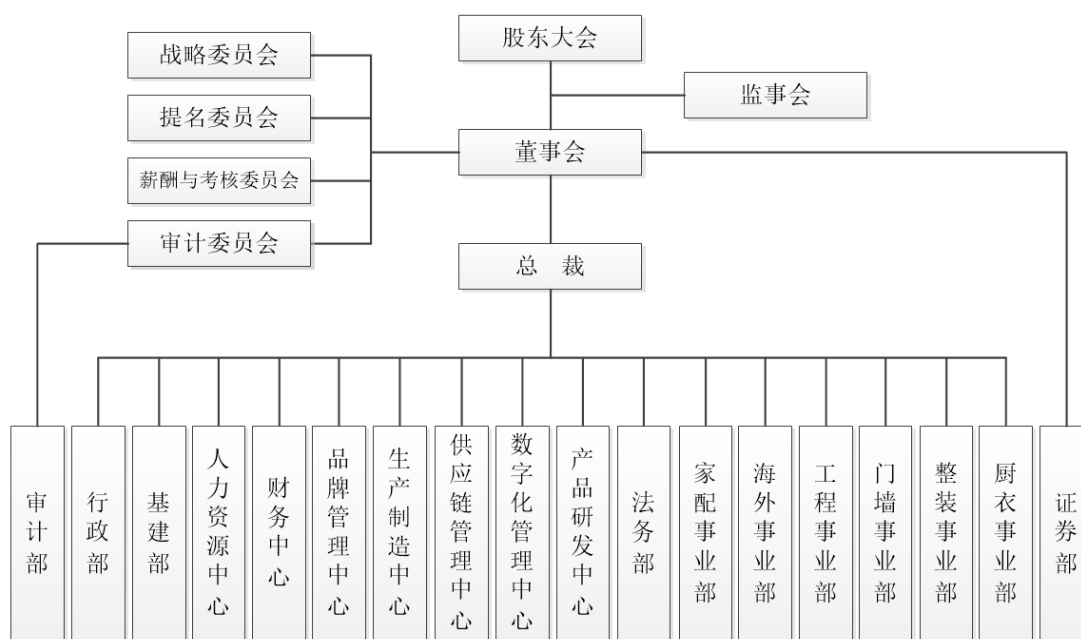 股东大会
战略委员会
监事会
提名委员会
董事会
薪酬与考核委员会
审计委员会
总 裁
审计部
行政部
基建部
人力资源中心
财务中心
品牌管理中心
生产制造中心
供应链管理中心
数字化管理中心
产品研发中心
法务部
家配事业部
海外事业部
工程事业部
门墙事业部
整装事业部
厨衣事业部
证券部